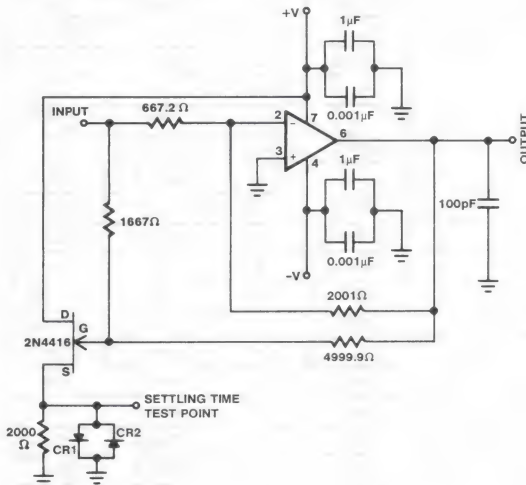 +V
1µF
0.001µF
INPUT
667.2 Ω
2
7
−
6
3
+
4
OUTPUT
1µF
100pF
1667Ω
0.001µF
−V
2001Ω
D
G
2N4416
4999.9Ω
S
SETTLING TIME
TEST POINT
2000
Ω
CR1
CR2